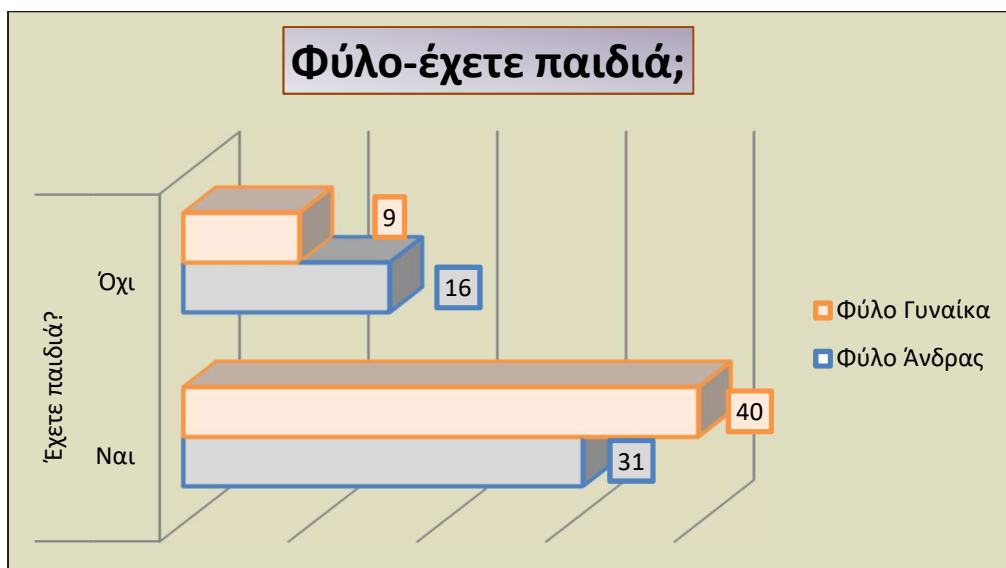 Φύλο-έχετε παιδιά;
9
Όχι
16
Φύλο Γυναίκα
Φύλο Άνδρας
Έχετε παιδιά?
40
Ναι
31